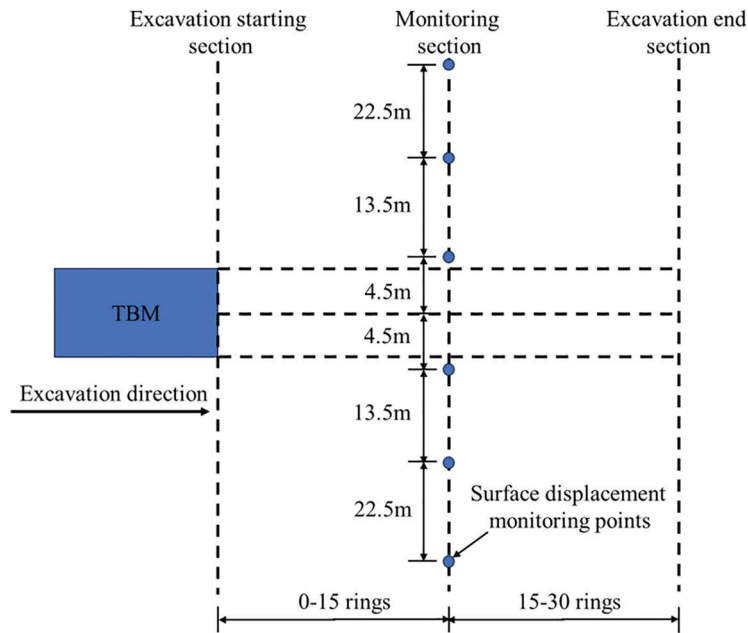 Excavation starting
section
Monitoring
section
Excavation end
section
22.5m
13.5m
4.5m
TBM
4.5m
Excavation direction
13.5m
22.5m
Surface displacement
monitoring points
0-15 rings
15-30 rings